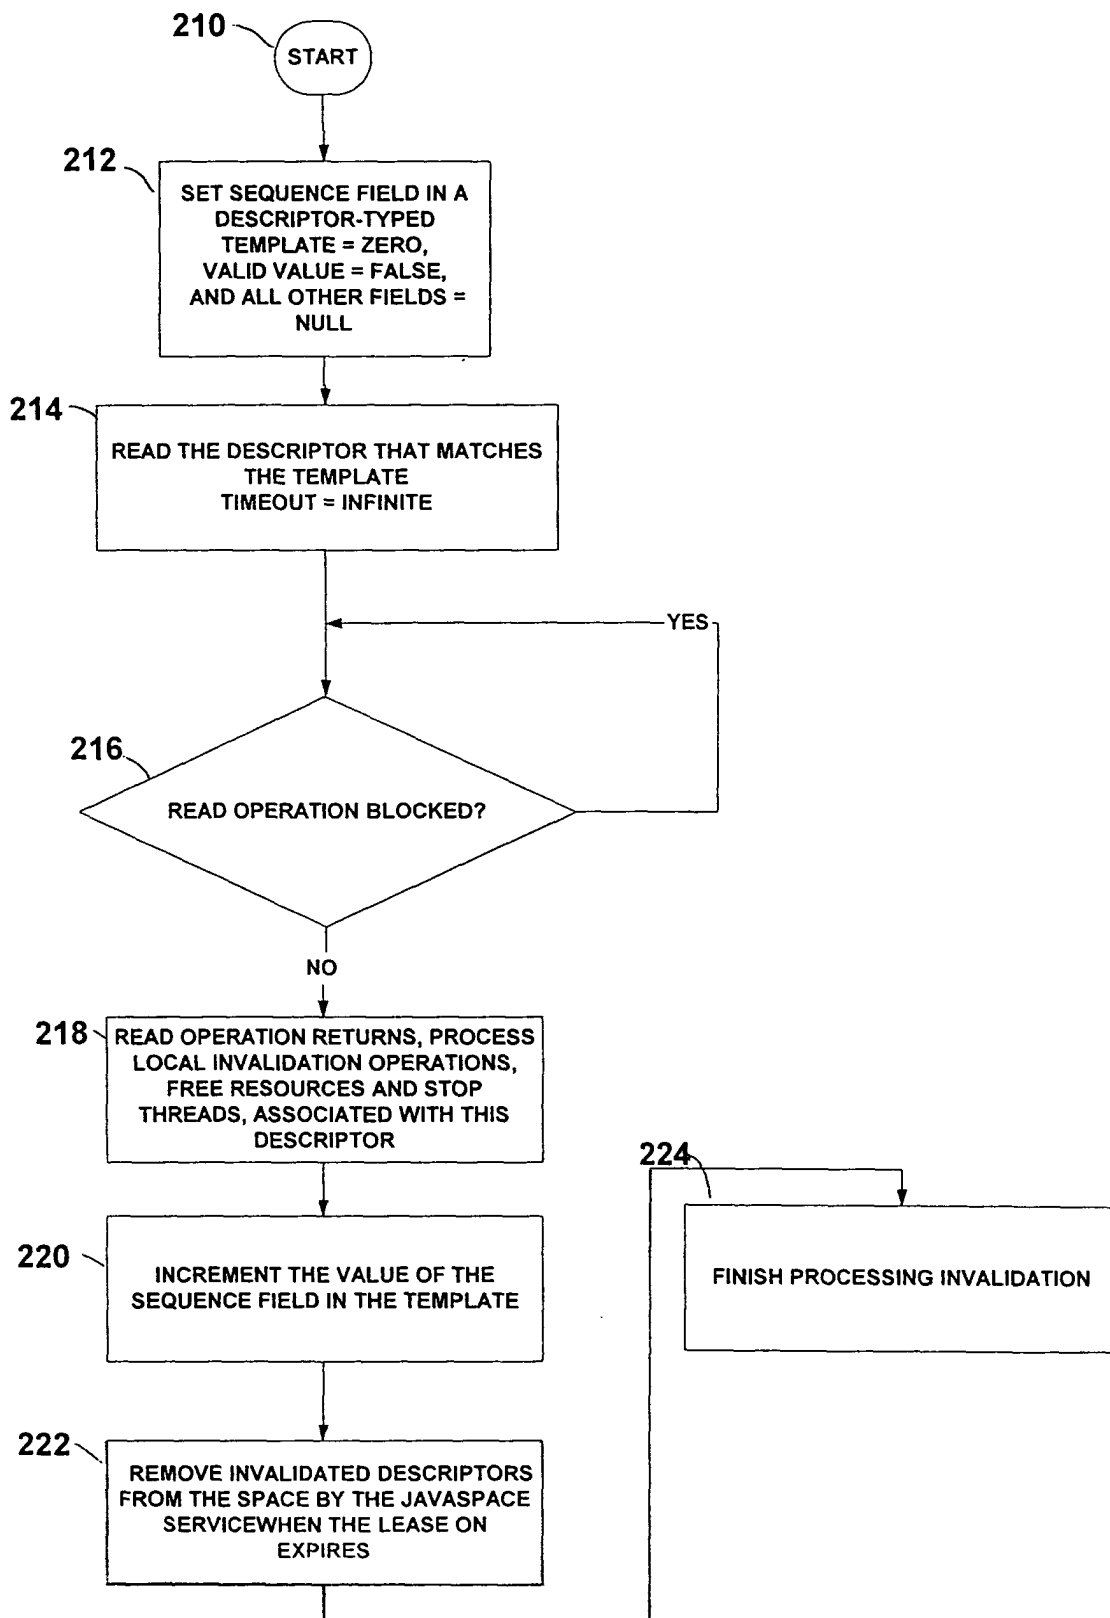 210
START
212
SET SEQUENCE FIELD IN A
DESCRIPTOR-TYPED
TEMPLATE = ZERO,
VALID VALUE = FALSE,
AND ALL OTHER FIELDS =
NULL
214
READ THE DESCRIPTOR THAT MATCHES
THE TEMPLATE
TIMEOUT = INFINITE
YES
216
READ OPERATION BLOCKED?
NO
218
READ OPERATION RETURNS, PROCESS
LOCAL INVALIDATION OPERATIONS,
FREE RESOURCES AND STOP
THREADS, ASSOCIATED WITH THIS
DESCRIPTOR
220
INCREMENT THE VALUE OF THE
SEQUENCE FIELD IN THE TEMPLATE
222
REMOVE INVALIDATED DESCRIPTORS
FROM THE SPACE BY THE JAVASPACE
SERVICEWHEN THE LEASE ON
EXPIRES
224
FINISH PROCESSING INVALIDATION